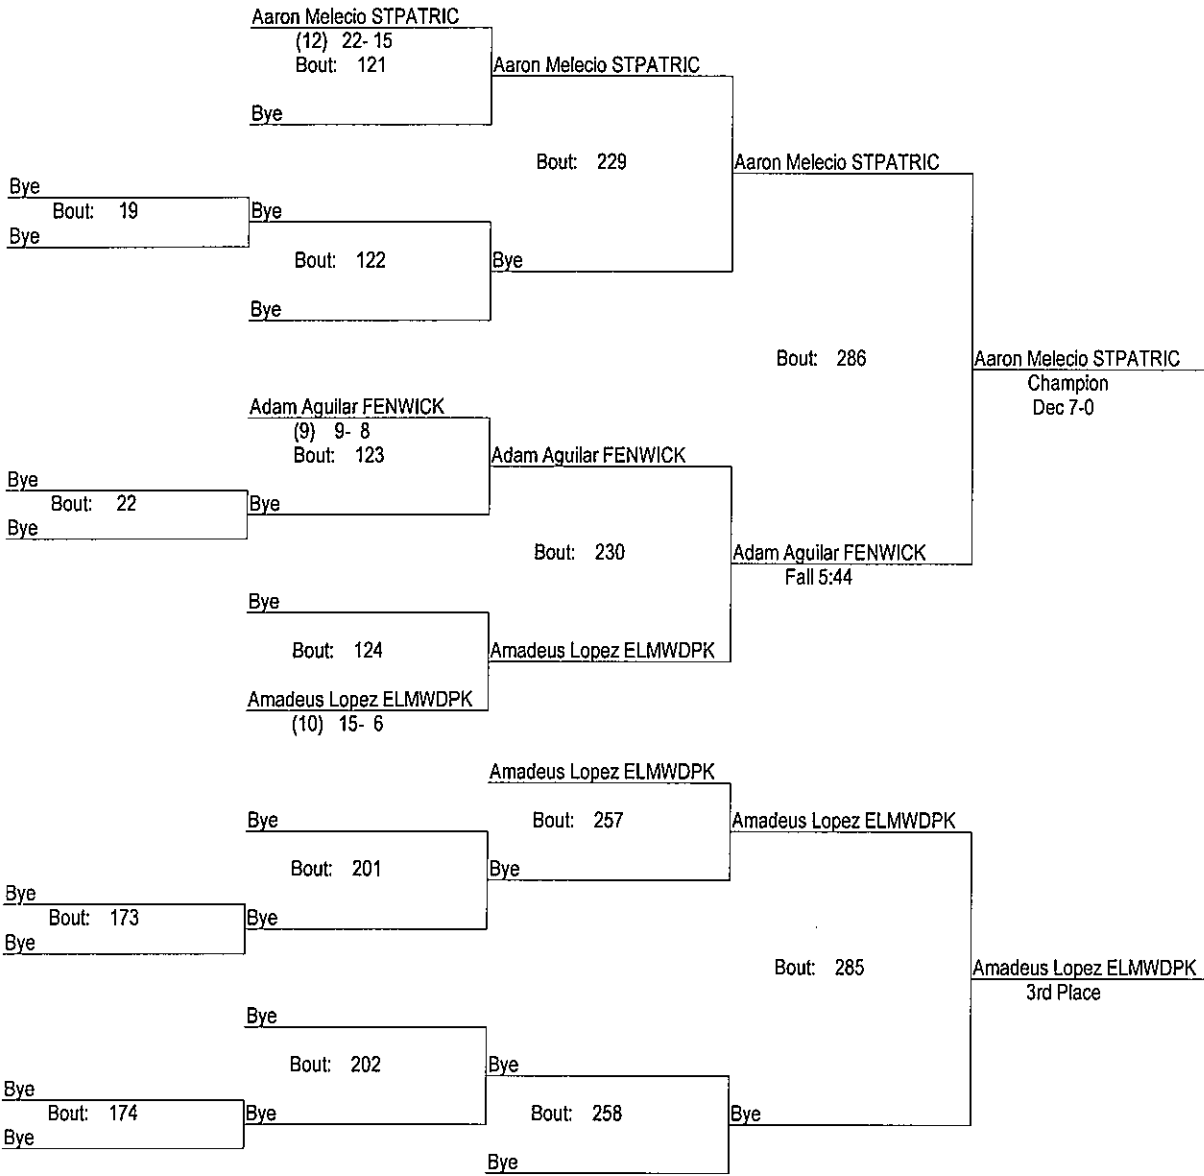 Aaron Melecio STPATRIC
(12) 22- 15
Bout: 121
Aaron Melecio STPATRIC
Bye
Bout: 229
Aaron Melecio STPATRIC
Bye
Bout: 19
Bye
Bye
Bout: 122
Bye
Bye
Bout: 286
Aaron Melecio STPATRIC
Champion
Dec 7-0
Adam Aguilar FENWICK
(9) 9- 8
Bout: 123
Adam Aguilar FENWICK
Bye
Bout: 22
Bye
Bye
Bout: 230
Adam Aguilar FENWICK
Fall 5:44
Bye
Bout: 124
Amadeus Lopez ELMWDPK
Amadeus Lopez ELMWDPK
(10) 15- 6
Amadeus Lopez ELMWDPK
Bye
Bout: 257
Amadeus Lopez ELMWDPK
Bout: 201
Bye
Bye
Bout: 173
Bye
Bye
Bout: 285
Amadeus Lopez ELMWDPK
3rd Place
Bye
Bout: 202
Bye
Bye
Bout: 174
Bye
Bout: 258
Bye
Bye
Bye